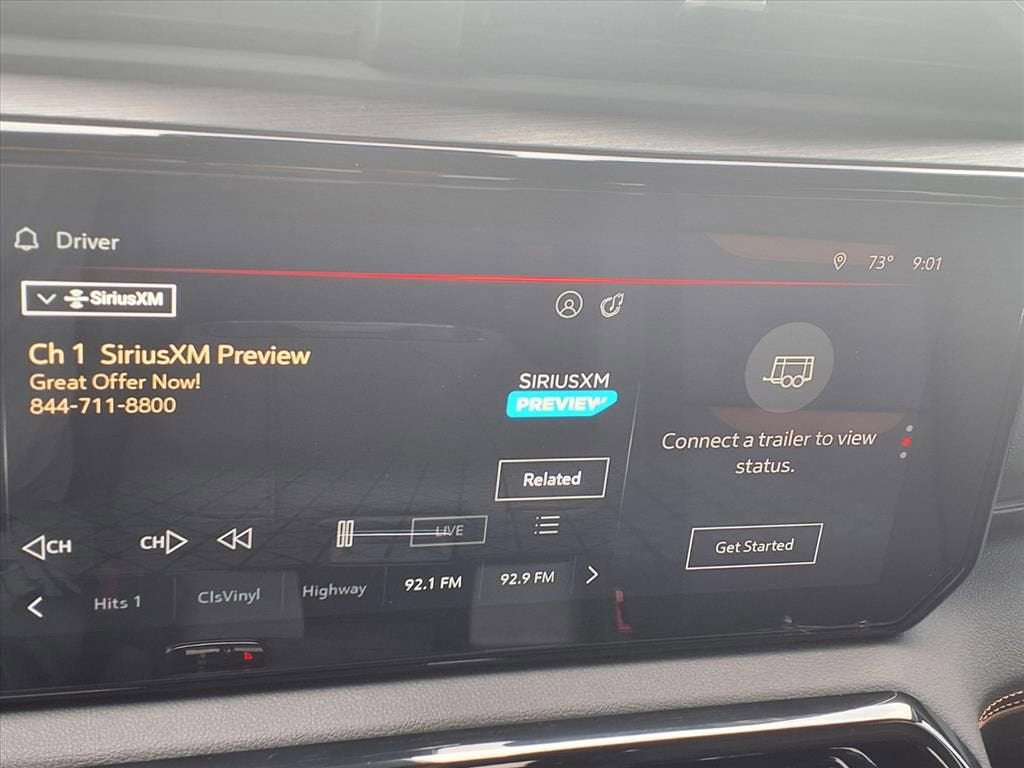 Driver
73° 9:01
SiriusXM
Ch 1 SiriusXM Preview
Great Offer Now!
844-711-8800
SIRIUSXM
PREVIEW
Related
Connect a trailer to view
status.
Get Started
CH
CH
LIVE
Hits 1
ClsVinyl
Highway
92.1 FM
92.9 FM